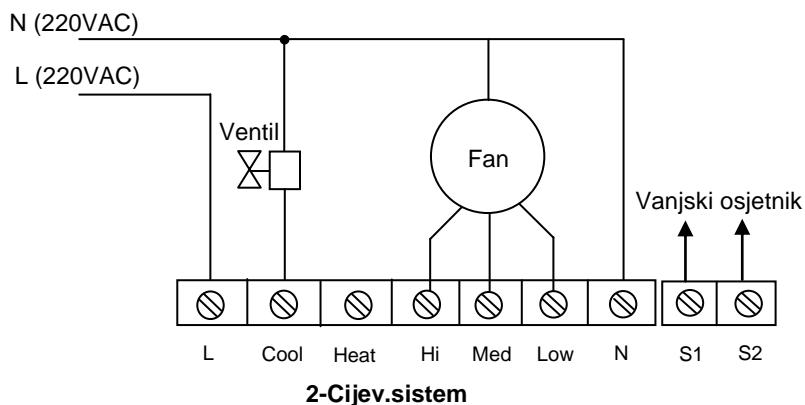 N (220VAC)
L (220VAC)
Ventil
Fan
Vanjski osjetnik
L Cool Heat Hi Med Low N S1 S2
2-Cijev.sistem